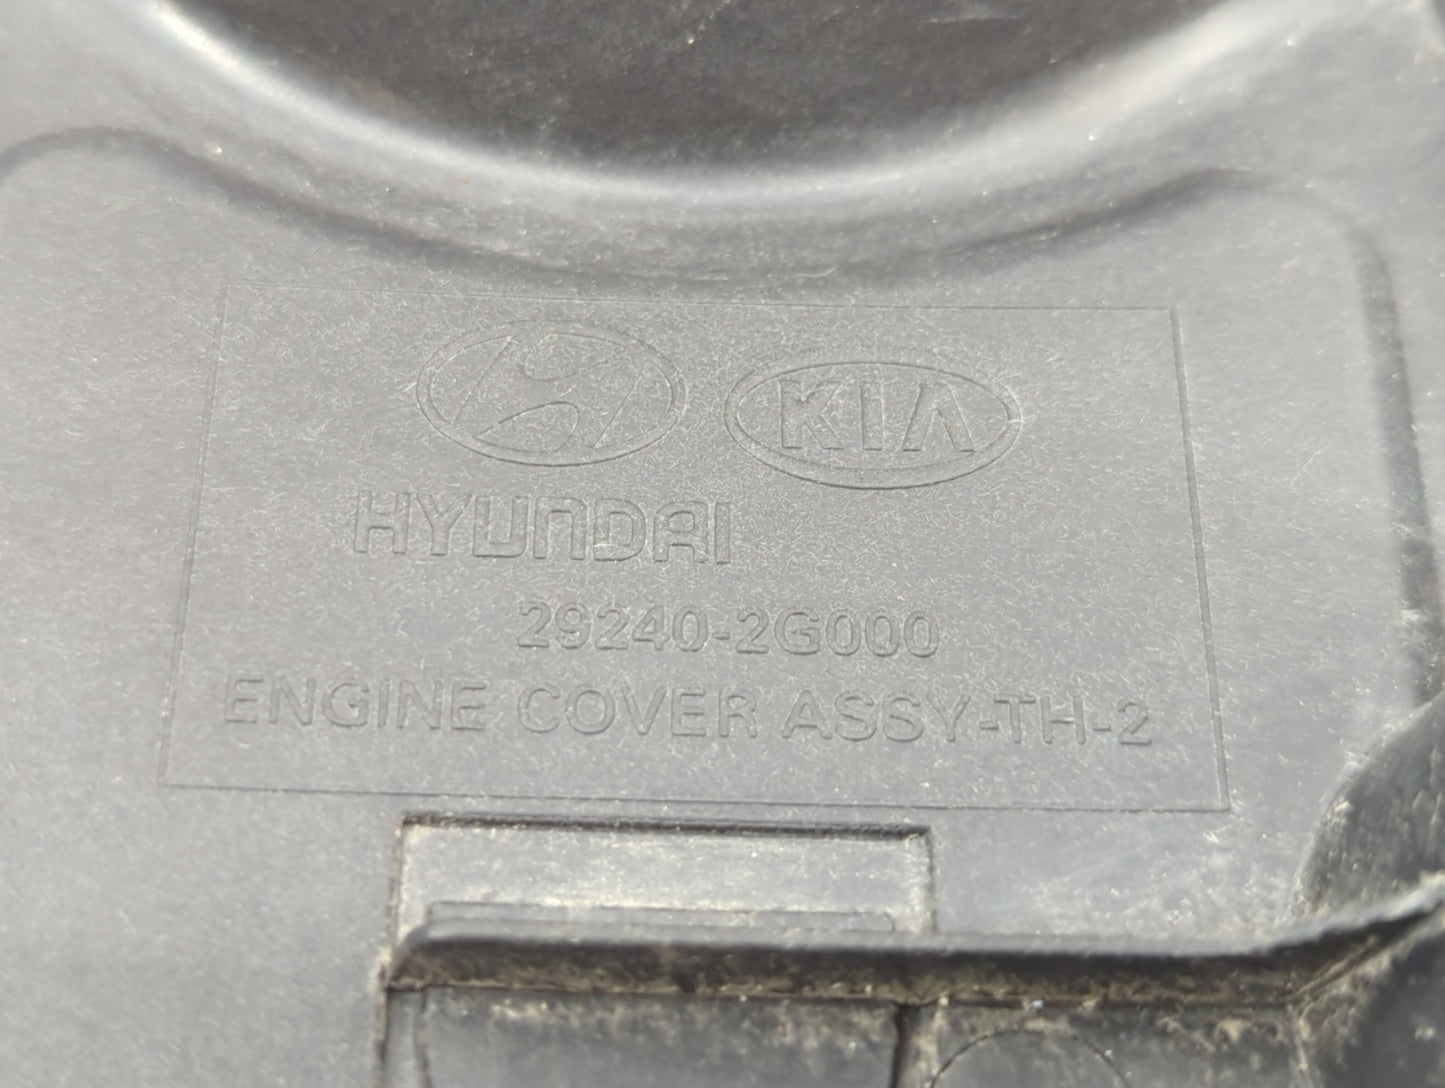 KIA
HYUNDAI
29240-2G000
ENGINE COVER ASSY-TH-2